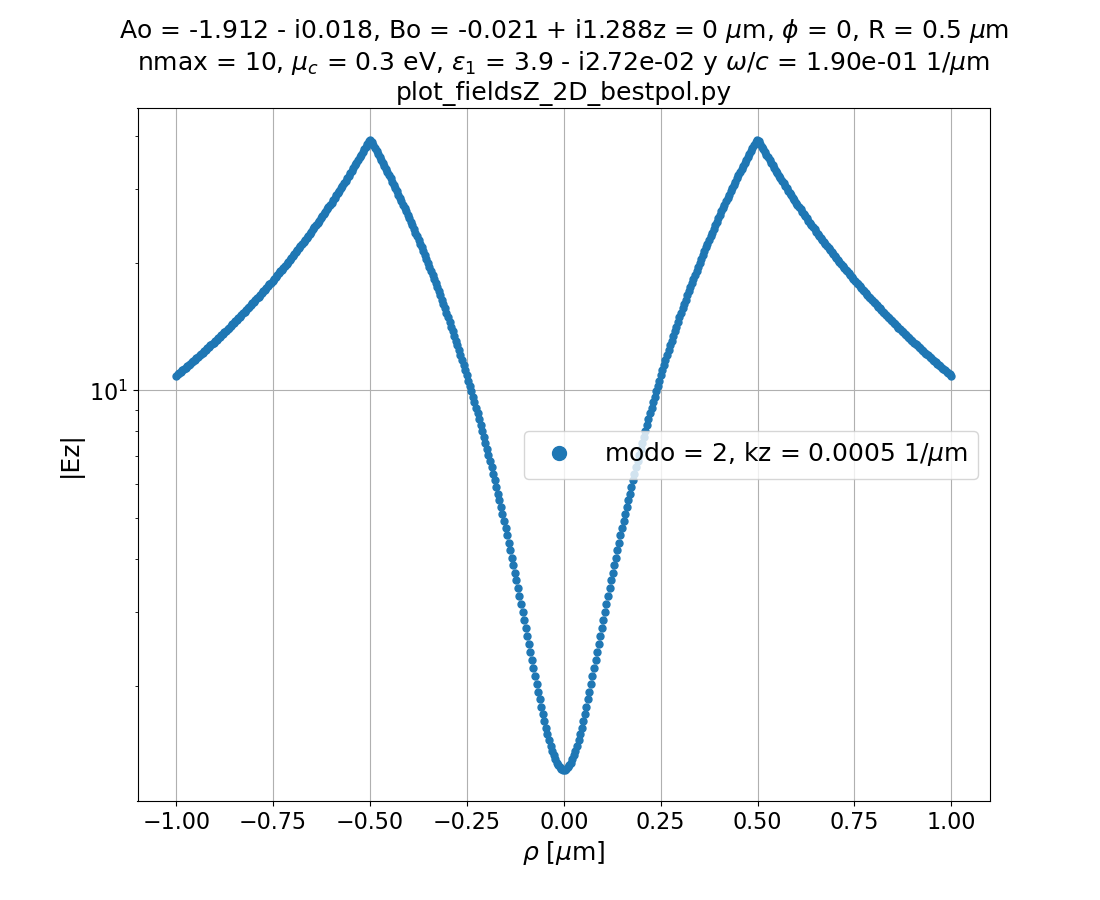 Ao = -1.912 - i0.018, Bo = -0.021 + i1.288z = 0 μm, ϕ = 0, R = 0.5 μm
nmax = 10, μ_c = 0.3 eV, ε₁ = 3.9 - i2.72e-02 y ω/c = 1.90e-01 1/μm
plot_fieldsZ_2D_bestpol.py
|Ez|
10¹
modo = 2, kz = 0.0005 1/μm
−1.00 −0.75 −0.50 −0.25 0.00 0.25 0.50 0.75 1.00
ρ [μm]